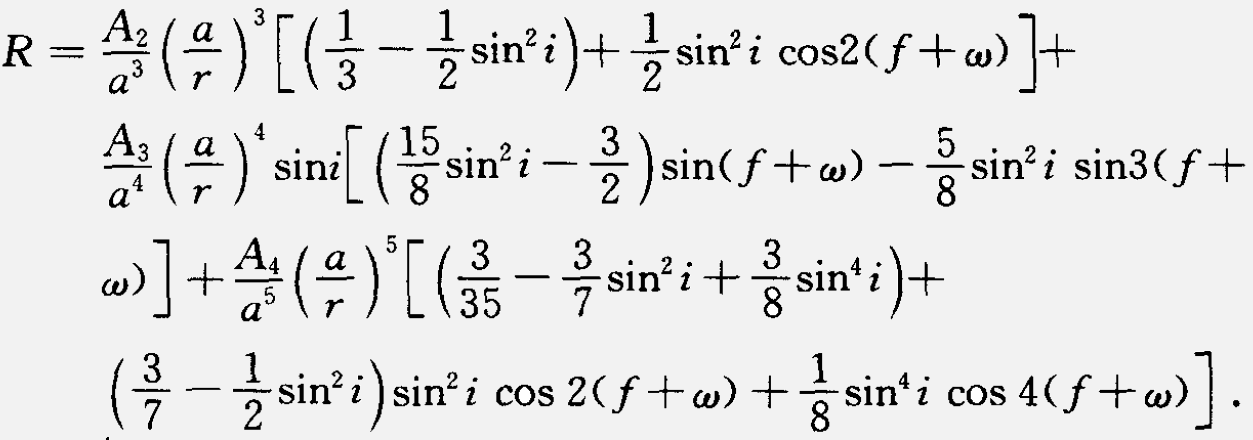 R = \frac{A_2}{a^3}\left(\frac{a}{r}\right)^3\left[\left(\frac{1}{3}-\frac{1}{2}\sin^2 i\right)+\frac{1}{2}\sin^2 i \cos2(f+\omega)\right]+
\frac{A_3}{a^4}\left(\frac{a}{r}\right)^4 \sin i\left[\left(\frac{15}{8}\sin^2 i-\frac{3}{2}\right)\sin(f+\omega)-\frac{5}{8}\sin^2 i \sin3(f+
\omega)\right]+\frac{A_4}{a^5}\left(\frac{a}{r}\right)^5\left[\left(\frac{3}{35}-\frac{3}{7}\sin^2 i+\frac{3}{8}\sin^4 i\right)+
\left(\frac{3}{7}-\frac{1}{2}\sin^2 i\right)\sin^2 i \cos 2(f+\omega)+\frac{1}{8}\sin^4 i \cos 4(f+\omega)\right].